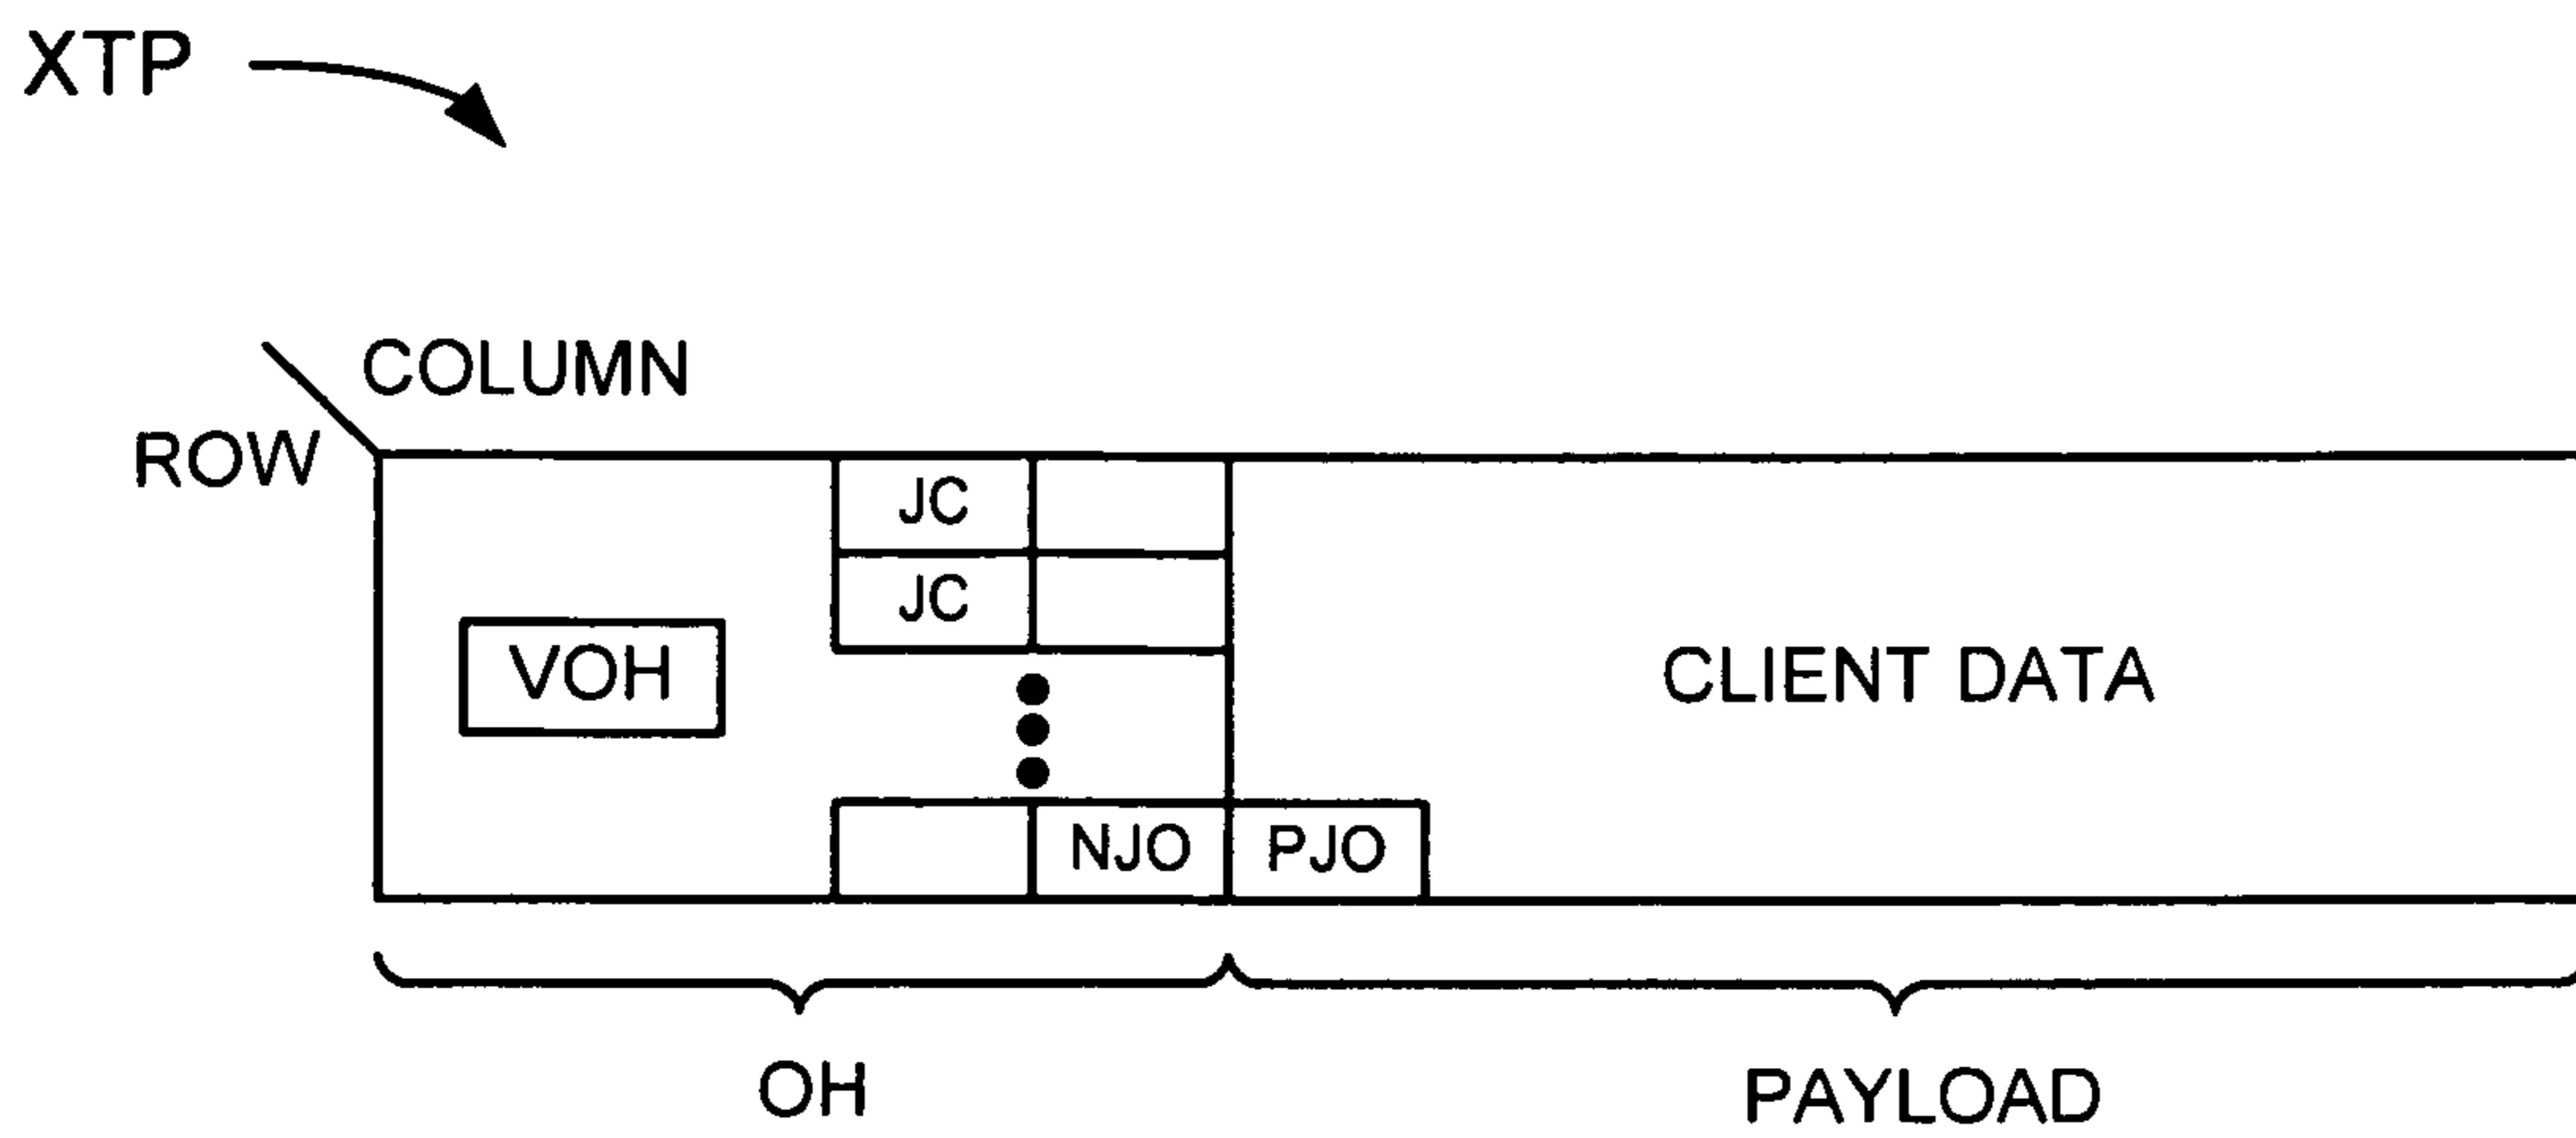 XTP
COLUMN
ROW
JC
JC
VOH
CLIENT DATA
NJO
PJO
OH
PAYLOAD